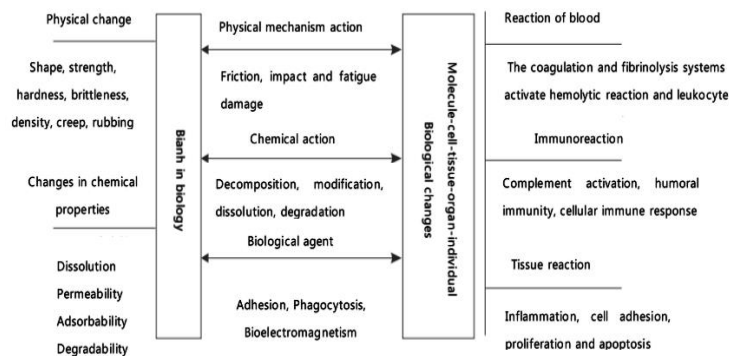 Physical change
Shape, strength,
hardness, brittleness,
density, creep, rubbing
Changes in chemical
properties
Dissolution
Permeability
Adsorbability
Degradability
Bianh in biology
Physical mechanism action
Friction, impact and fatigue
damage
Chemical action
Decomposition, modification,
dissolution, degradation
Biological agent
Adhesion, Phagocytosis,
Bioelectromagnetism
Molecule-cell-tissue-organ-individual
Biological changes
Reaction of blood
The coagulation and fibrinolysis systems
activate hemolytic reaction and leukocyte
Immunoreaction
Complement activation, humoral
immunity, cellular immune response
Tissue reaction
Inflammation, cell adhesion,
proliferation and apoptosis